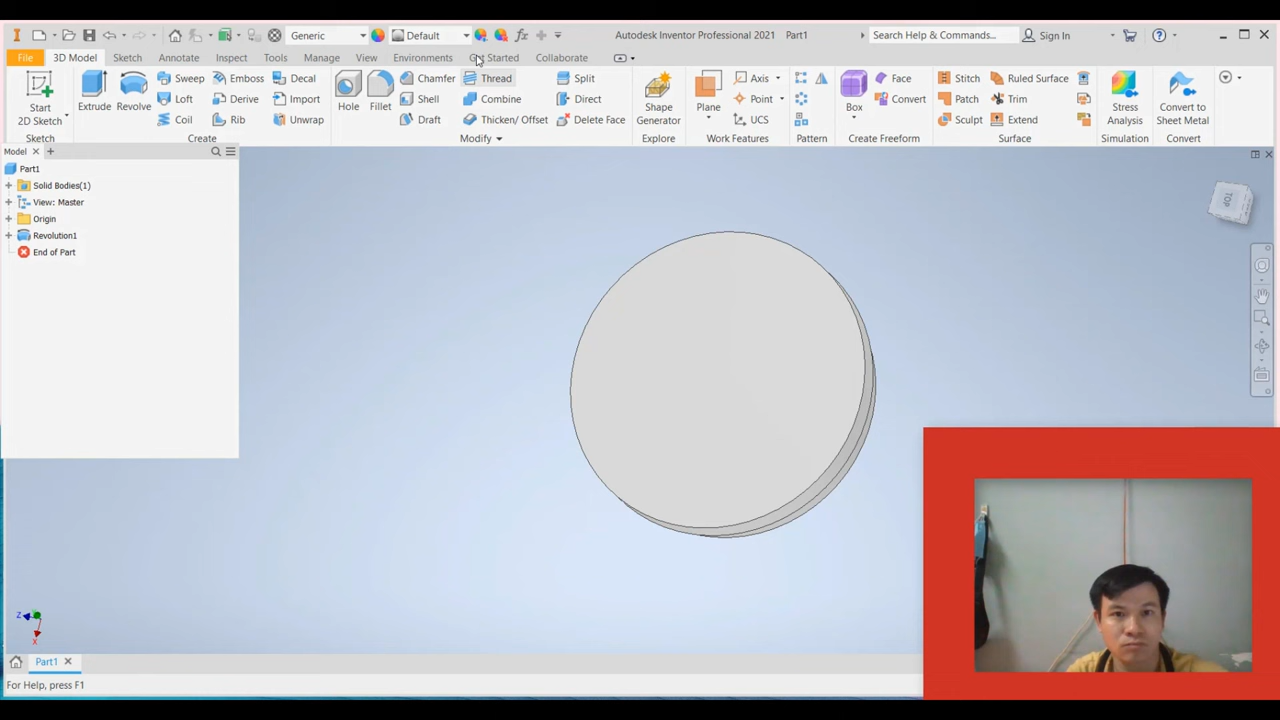 Generic
Default
Autodesk Inventor Professional 2021 Part1
Search Help & Commands...
Sign In
File 3D Model Sketch Annotate Inspect Tools Manage View Environments Get Started Collaborate
Start
2D Sketch
Sketch
Extrude
Revolve
Sweep
Loft
Coil
Emboss
Derive
Rib
Decal
Import
Unwrap
Create
Hole
Fillet
Chamfer
Shell
Draft
Thread
Combine
Thicken/ Offset
Split
Direct
Delete Face
Modify
Shape
Generator
Explore
Plane
Axis
Point
UCS
Work Features
Pattern
Box
Face
Convert
Create Freeform
Stitch
Patch
Sculpt
Ruled Surface
Trim
Extend
Surface
Stress
Analysis
Simulation
Convert to
Sheet Metal
Convert
Model
Part1
Solid Bodies(1)
View: Master
Origin
Revolution1
End of Part
TOP
Z
X
Part1
For Help, press F1